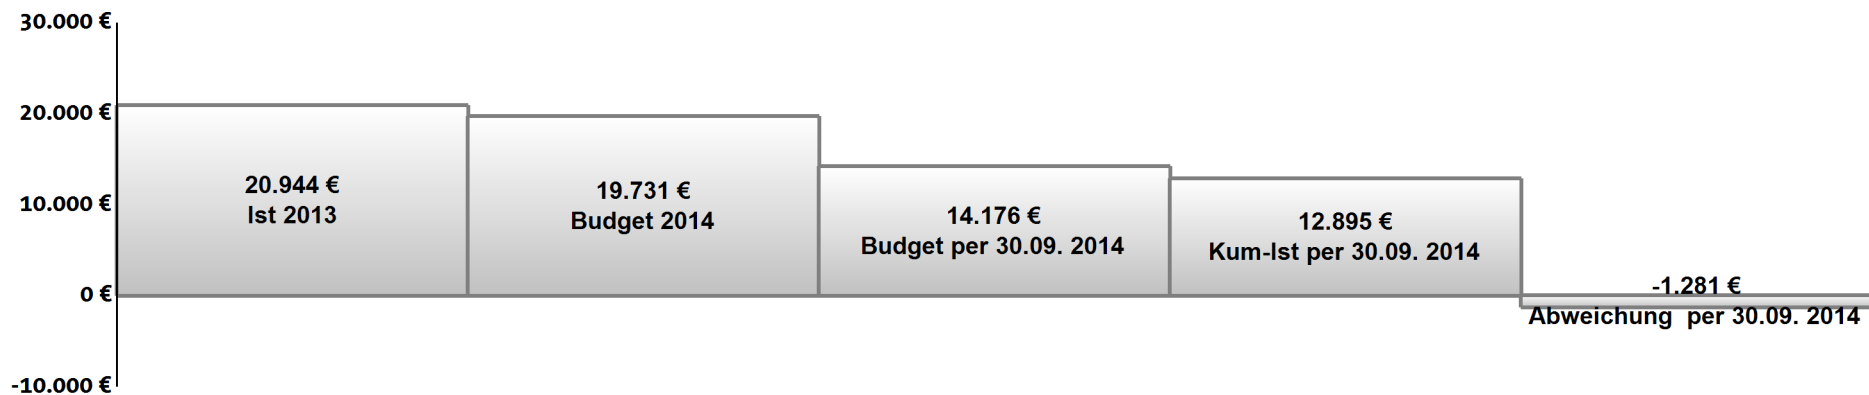 30.000 €
20.000 €
10.000 €
0 €
-10.000 €
20.944 €
Ist 2013
19.731 €
Budget 2014
14.176 €
Budget per 30.09. 2014
12.895 €
Kum-Ist per 30.09. 2014
-1.281 €
Abweichung  per 30.09. 2014